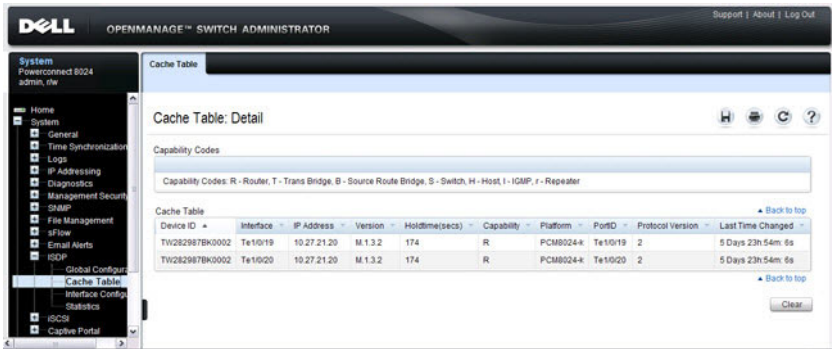 Support | About | Log Out
DELL OPENMANAGE™ SWITCH ADMINISTRATOR
System
Powerconnect 8024
admin, r/w
Home
System
General
Time Synchronization
Logs
IP Addressing
Diagnostics
Management Security
SNMP
File Management
sFlow
Email Alerts
ISDP
Global Configura
Cache Table
Interface Configu
Statistics
iSCSI
Captive Portal
Cache Table
Cache Table: Detail
Capability Codes
Capability Codes: R - Router, T - Trans Bridge, B - Source Route Bridge, S - Switch, H - Host, I - IGMP, r - Repeater
Cache Table Back to top
Device ID Interface IP Address Version Holdtime(secs) Capability Platform PortID Protocol Version Last Time Changed
TW282987BK0002 Te1/0/19 10.27.21.20 M.1.3.2 174 R PCM8024-k Te1/0/19 2 5 Days 23h:54m: 6s
TW282987BK0002 Te1/0/20 10.27.21.20 M.1.3.2 174 R PCM8024-k Te1/0/20 2 5 Days 23h:54m: 6s
Back to top
Clear